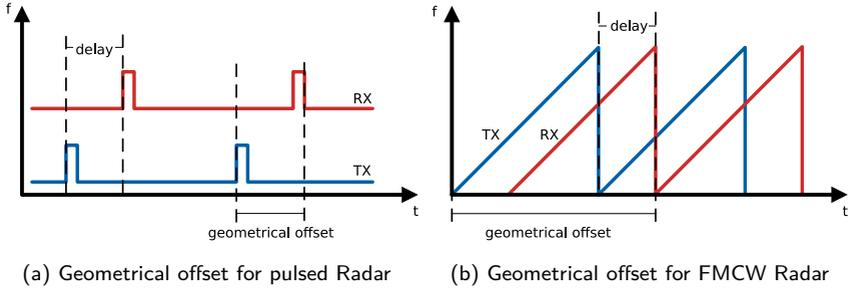 f
delay
RX
TX
t
geometrical offset
(a) Geometrical offset for pulsed Radar
f
delay
TX
RX
t
geometrical offset
(b) Geometrical offset for FMCW Radar